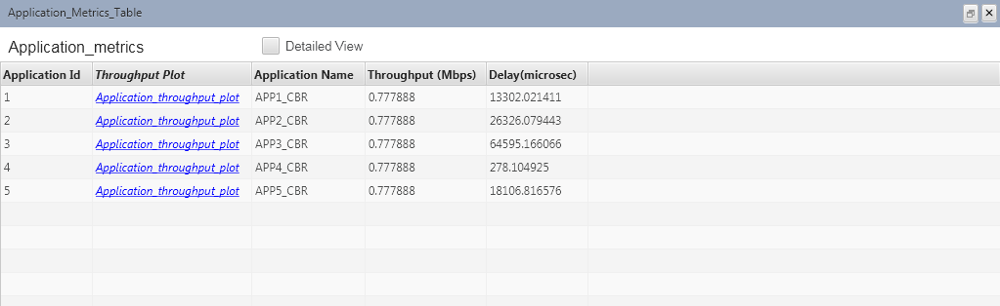 Application_Metrics_Table
Application_metrics Detailed View
Application Id Throughput Plot Application Name Throughput (Mbps) Delay(microsec)
1 Application_throughput_plot APP1_CBR 0.777888 13302.021411
2 Application_throughput_plot APP2_CBR 0.777888 26326.079443
3 Application_throughput_plot APP3_CBR 0.777888 64595.166066
4 Application_throughput_plot APP4_CBR 0.777888 278.104925
5 Application_throughput_plot APP5_CBR 0.777888 18106.816576